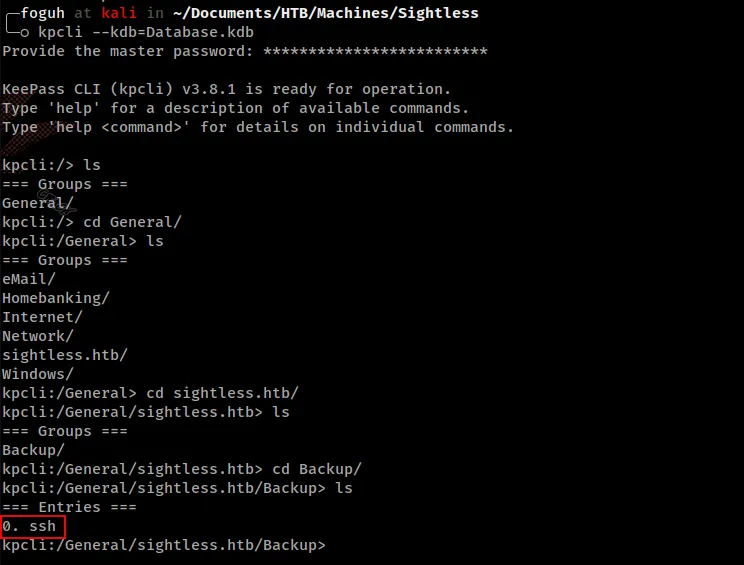 foguh at kali in ~/Documents/HTB/Machines/Sightless
kpcli --kdb=Database.kdb
Provide the master password: *************************
KeePass CLI (kpcli) v3.8.1 is ready for operation.
Type 'help' for a description of available commands.
Type 'help <command>' for details on individual commands.
kpcli:/> ls
=== Groups ===
General/
kpcli:/> cd General/
kpcli:/General> ls
=== Groups ===
eMail/
Homebanking/
Internet/
Network/
sightless.htb/
Windows/
kpcli:/General> cd sightless.htb/
kpcli:/General/sightless.htb> ls
=== Groups ===
Backup/
kpcli:/General/sightless.htb> cd Backup/
kpcli:/General/sightless.htb/Backup> ls
=== Entries ===
0. ssh
kpcli:/General/sightless.htb/Backup>